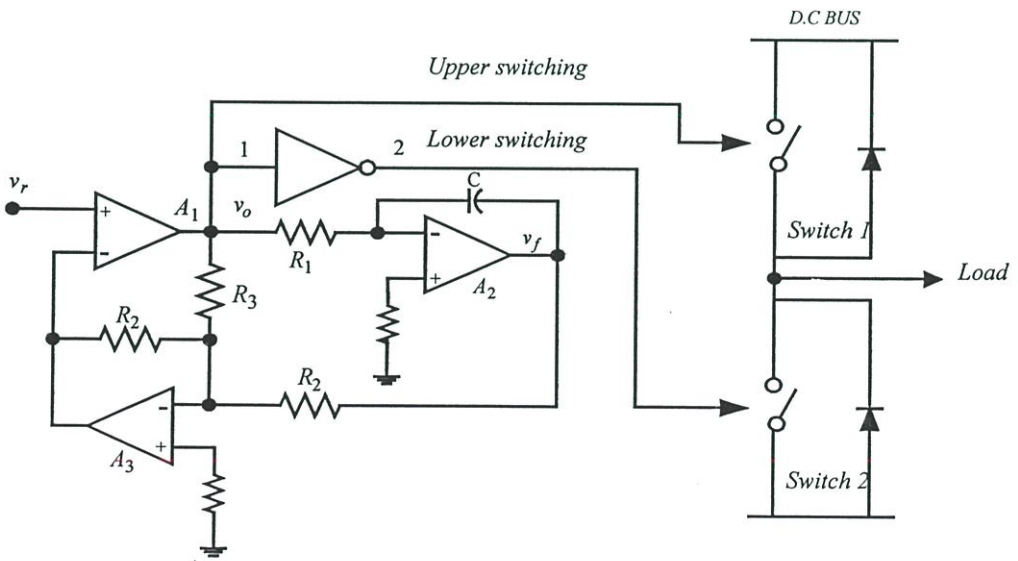 D.C BUS
Upper switching
Lower switching
1
2
C
v_r
+
-
A_1
v_o
R_1
-
+
v_f
A_2
Switch 1
Load
R_3
R_2
R_2
-
+
A_3
Switch 2